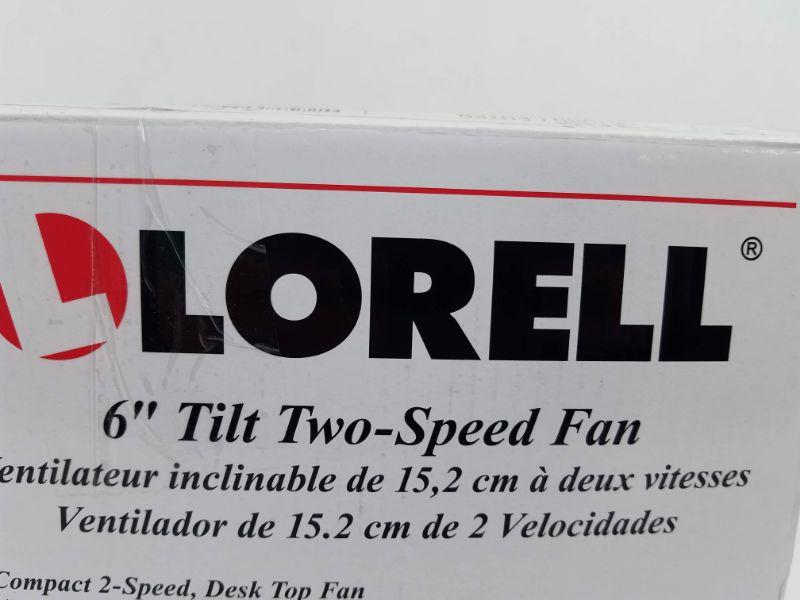 LORELL®
6" Tilt Two-Speed Fan
entilateur inclinable de 15,2 cm à deux vitesses
Ventilador de 15.2 cm de 2 Velocidades
Compact 2-Speed, Desk Top Fan